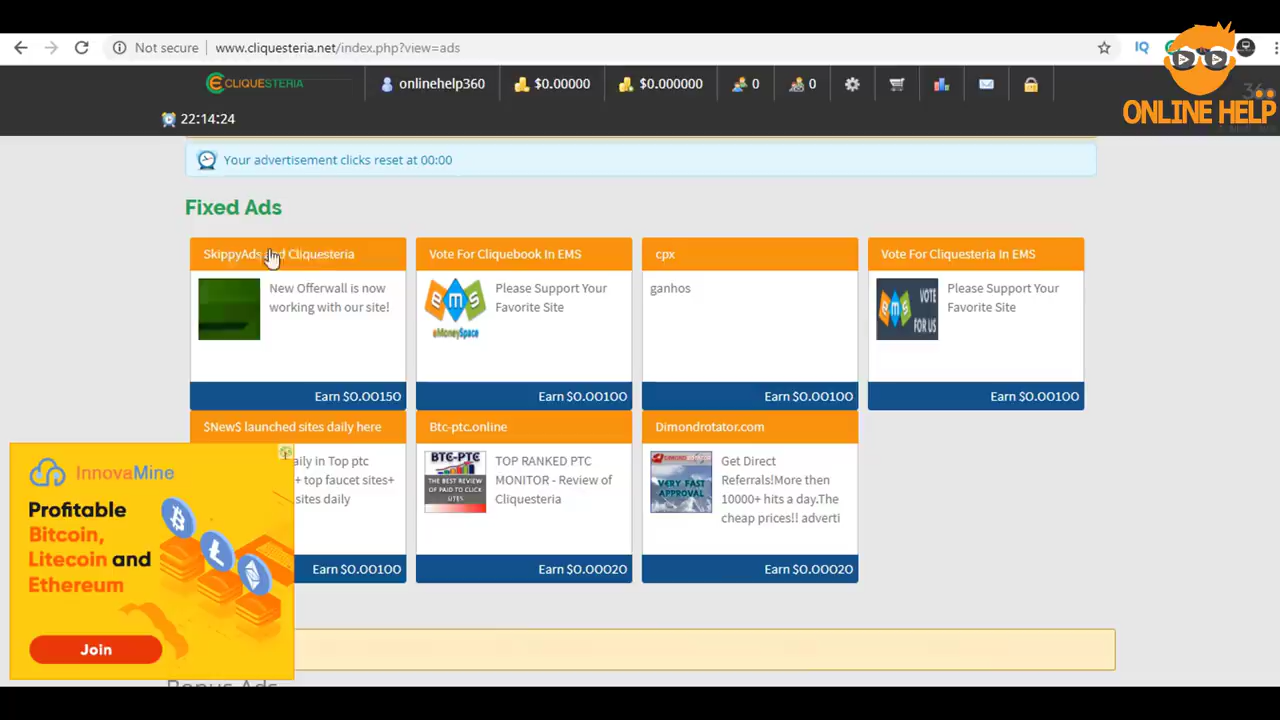 Not secure
www.cliquesteria.net/index.php?view=ads
IQ
ONLINE HELP
CLIQUESTERIA
onlinehelp360
$0.00000
$0.000000
0
0
22:14:24
Your advertisement clicks reset at 00:00
Fixed Ads
SkippyAds and Cliquesteria
New Offerwall is now
working with our site!
Earn $0.00150
Vote For Cliquebook In EMS
ems
eMoneySpace
Please Support Your
Favorite Site
Earn $0.00100
cpx
ganhos
Earn $0.00100
Vote For Cliquesteria In EMS
ems
VOTE
FOR US
Please Support Your
Favorite Site
Earn $0.00100
$New$ launched sites daily here
aily in Top ptc
+ top faucet sites+
sites daily
Earn $0.00100
Btc-ptc.online
BTC-PTC
THE BEST REVIEW
OF PAID TO CLICK
SITES
TOP RANKED PTC
MONITOR - Review of
Cliquesteria
Earn $0.00020
Dimondrotator.com
VERY FAST
APPROVAL
Get Direct
Referrals!More then
10000+ hits a day.The
cheap prices!! adverti
Earn $0.00020
InnovaMine
Profitable
Bitcoin,
Litecoin and
Ethereum
Join
Bonus Ads